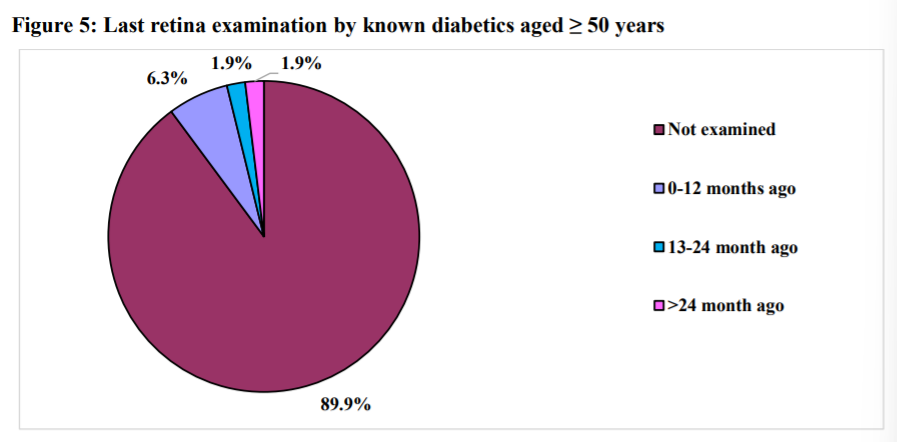 Figure 5: Last retina examination by known diabetics aged ≥ 50 years
6.3%
1.9%
1.9%
89.9%
Not examined
0-12 months ago
13-24 month ago
>24 month ago